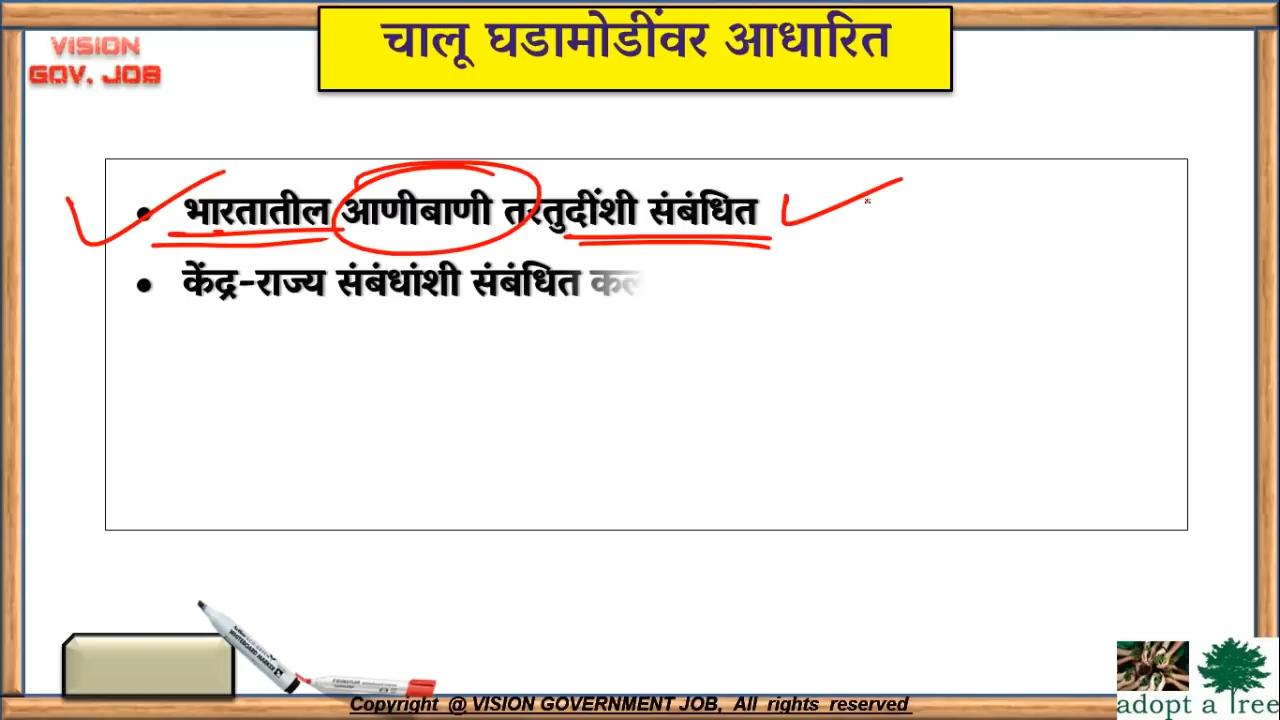 चालू घडामोडींवर आधारित
VISION
GOV. JOB
• भारतातील आणीबाणी तरतुदींशी संबंधित
• केंद्र-राज्य संबंधांशी संबंधित
Copyright @ VISION GOVERNMENT JOB, All rights reserved
adopt a Tree